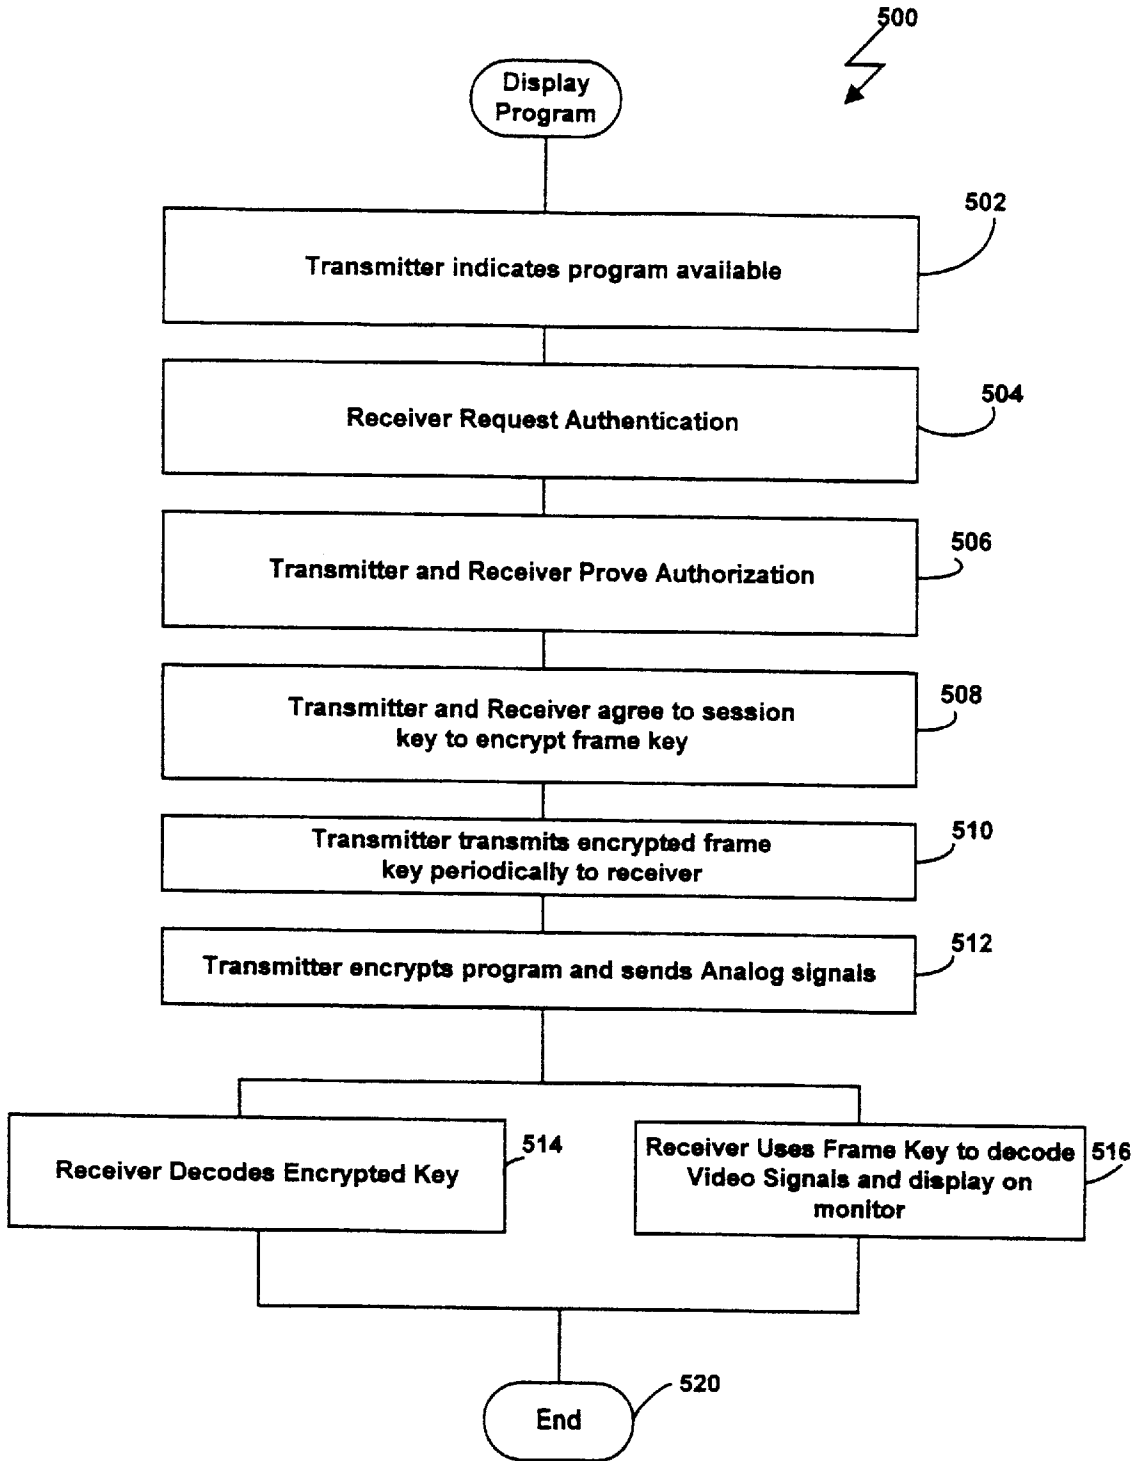 500
Display
Program
502
Transmitter indicates program available
504
Receiver Request Authentication
506
Transmitter and Receiver Prove Authorization
508
Transmitter and Receiver agree to session
key to encrypt frame key
510
Transmitter transmits encrypted frame
key periodically to receiver
512
Transmitter encrypts program and sends Analog signals
514
Receiver Decodes Encrypted Key
516
Receiver Uses Frame Key to decode
Video Signals and display on
monitor
520
End